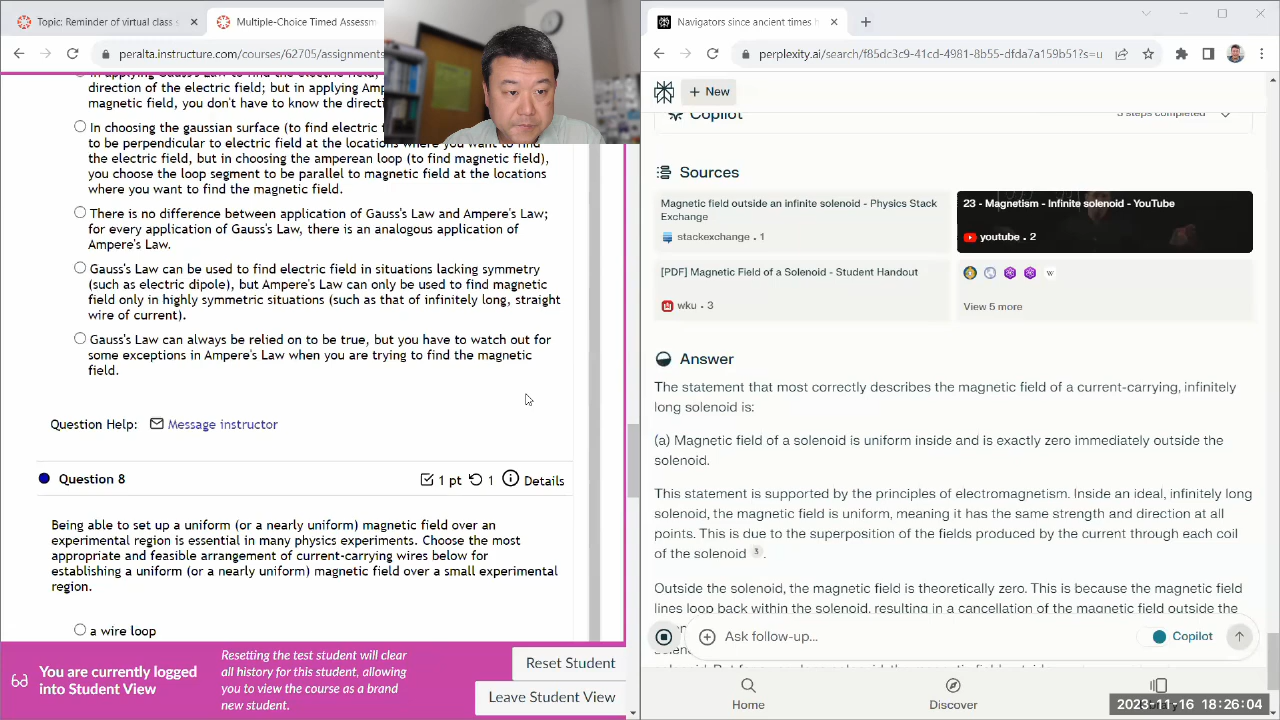 Topic: Reminder of virtual class s
Multiple-Choice Timed Assessm
peralta.instructure.com/courses/62705/assignments
direction of the electric field; but in applying Amp
magnetic field, you don't have to know the directi
In choosing the gaussian surface (to find electric f
to be perpendicular to electric field at the locations where you want to find
the electric field, but in choosing the amperean loop (to find magnetic field),
you choose the loop segment to be parallel to magnetic field at the locations
where you want to find the magnetic field.
There is no difference between application of Gauss's Law and Ampere's Law;
for every application of Gauss's Law, there is an analogous application of
Ampere's Law.
Gauss's Law can be used to find electric field in situations lacking symmetry
(such as electric dipole), but Ampere's Law can only be used to find magnetic
field only in highly symmetric situations (such as that of infinitely long, straight
wire of current).
Gauss's Law can always be relied on to be true, but you have to watch out for
some exceptions in Ampere's Law when you are trying to find the magnetic
field.
Question Help: Message instructor
Question 8
1 pt 1 Details
Being able to set up a uniform (or a nearly uniform) magnetic field over an
experimental region is essential in many physics experiments. Choose the most
appropriate and feasible arrangement of current-carrying wires below for
establishing a uniform (or a nearly uniform) magnetic field over a small experimental
region.
a wire loop
You are currently logged
into Student View
Resetting the test student will clear
all history for this student, allowing
you to view the course as a brand
new student.
Reset Student
Leave Student View
Navigators since ancient times h
perplexity.ai/search/f85dc3c9-41cd-4981-8b55-dfda7a159b51?s=u
New
Copilot
Sources
Magnetic field outside an infinite solenoid - Physics Stack
Exchange
stackexchange · 1
23 - Magnetism - Infinite solenoid - YouTube
youtube · 2
[PDF] Magnetic Field of a Solenoid - Student Handout
wku · 3
View 5 more
Answer
The statement that most correctly describes the magnetic field of a current-carrying, infinitely
long solenoid is:
(a) Magnetic field of a solenoid is uniform inside and is exactly zero immediately outside the
solenoid.
This statement is supported by the principles of electromagnetism. Inside an ideal, infinitely long
solenoid, the magnetic field is uniform, meaning it has the same strength and direction at all
points. This is due to the superposition of the fields produced by the current through each coil
of the solenoid 3.
Outside the solenoid, the magnetic field is theoretically zero. This is because the magnetic field
lines loop back within the solenoid, resulting in a cancellation of the magnetic field outside the
Ask follow-up...
Copilot
Home
Discover
2023-11-16 18:26:04